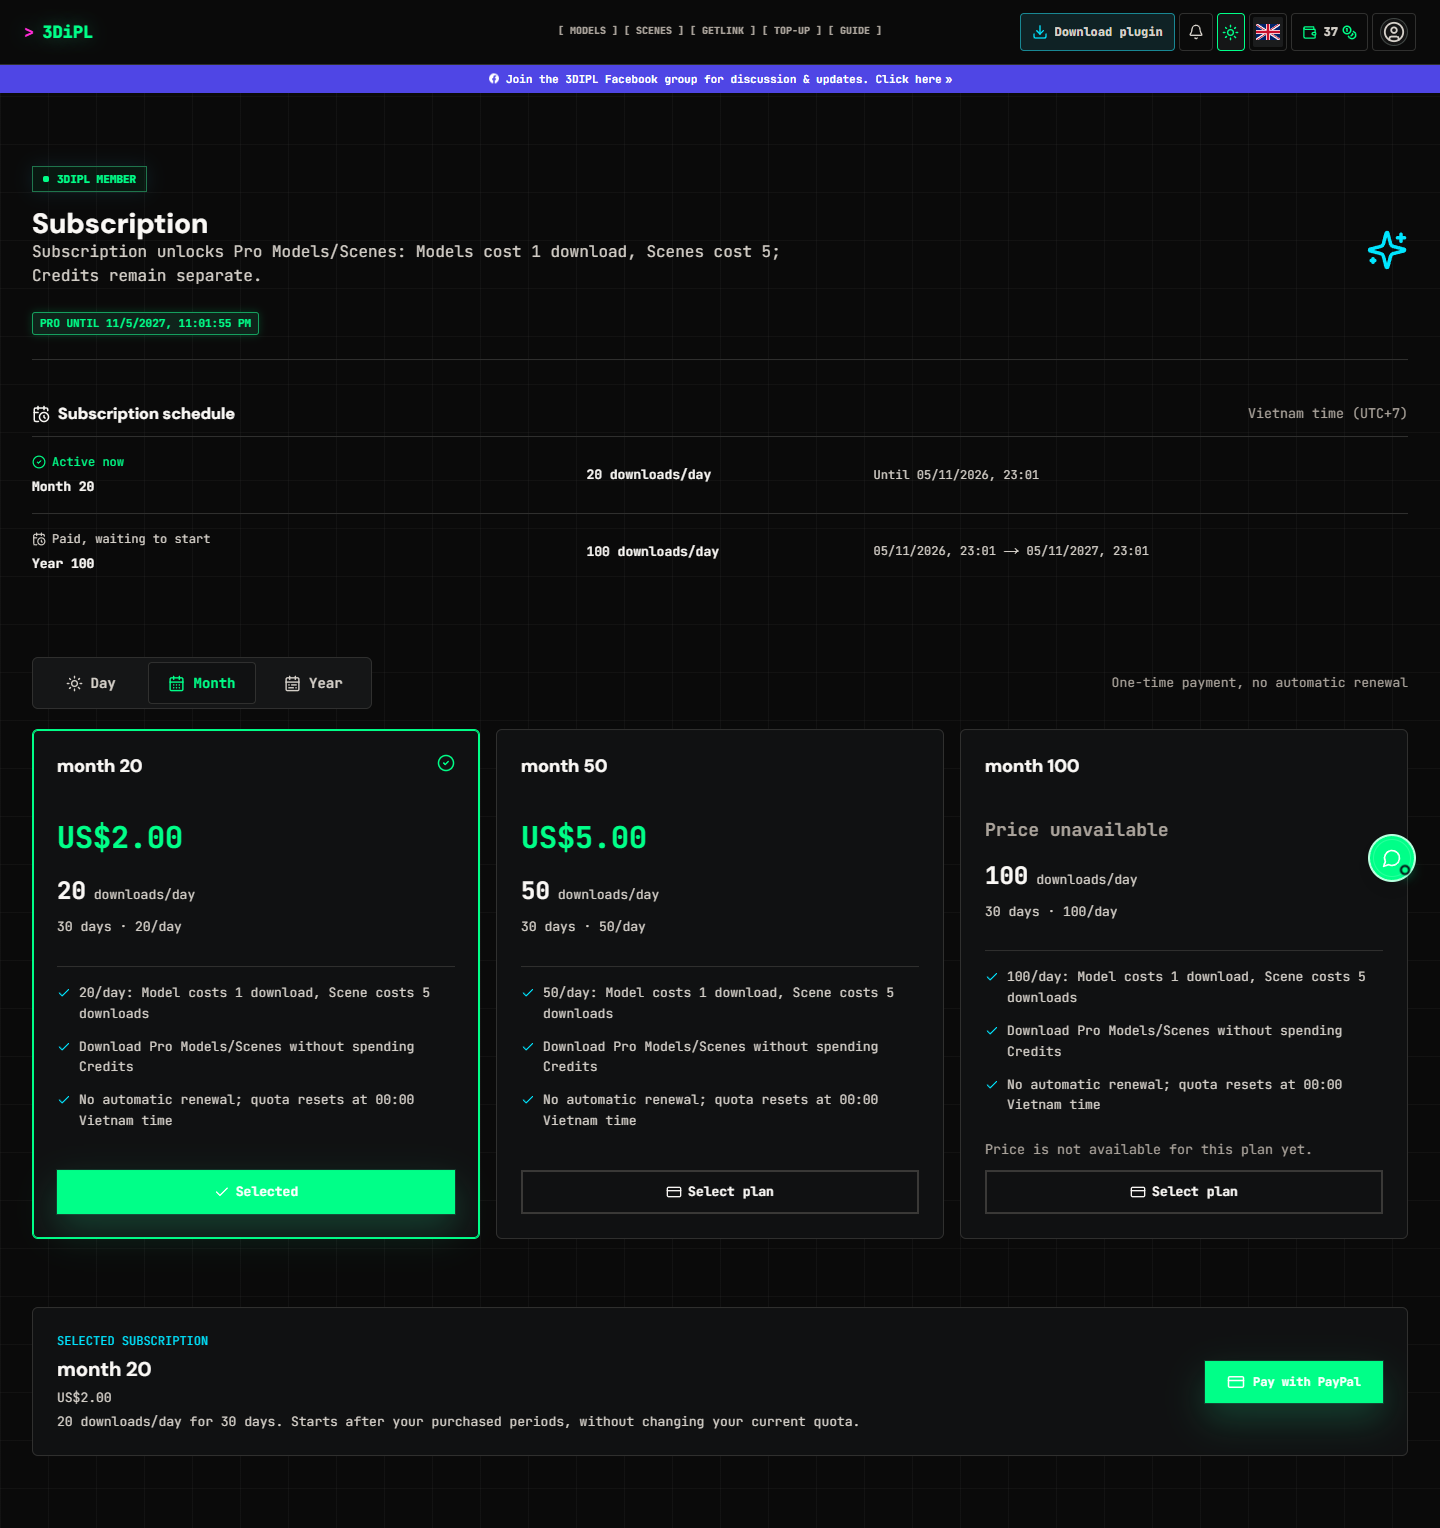 > 3DiPL
[ MODELS ] [ SCENES ] [ GETLINK ] [ TOP-UP ] [ GUIDE ]
Download plugin
37
Join the 3DIPL Facebook group for discussion & updates. Click here »
3DIPL MEMBER
Subscription
Subscription unlocks Pro Models/Scenes: Models cost 1 download, Scenes cost 5;
Credits remain separate.
PRO UNTIL 11/5/2027, 11:01:55 PM
Subscription schedule
Vietnam time (UTC+7)
Active now
Month 20
20 downloads/day
Until 05/11/2026, 23:01
Paid, waiting to start
Year 100
100 downloads/day
05/11/2026, 23:01 → 05/11/2027, 23:01
Day
Month
Year
One-time payment, no automatic renewal
month 20
US$2.00
20 downloads/day
30 days · 20/day
20/day: Model costs 1 download, Scene costs 5
downloads
Download Pro Models/Scenes without spending
Credits
No automatic renewal; quota resets at 00:00
Vietnam time
Selected
month 50
US$5.00
50 downloads/day
30 days · 50/day
50/day: Model costs 1 download, Scene costs 5
downloads
Download Pro Models/Scenes without spending
Credits
No automatic renewal; quota resets at 00:00
Vietnam time
Select plan
month 100
Price unavailable
100 downloads/day
30 days · 100/day
100/day: Model costs 1 download, Scene costs 5
downloads
Download Pro Models/Scenes without spending
Credits
No automatic renewal; quota resets at 00:00
Vietnam time
Price is not available for this plan yet.
Select plan
SELECTED SUBSCRIPTION
month 20
US$2.00
20 downloads/day for 30 days. Starts after your purchased periods, without changing your current quota.
Pay with PayPal